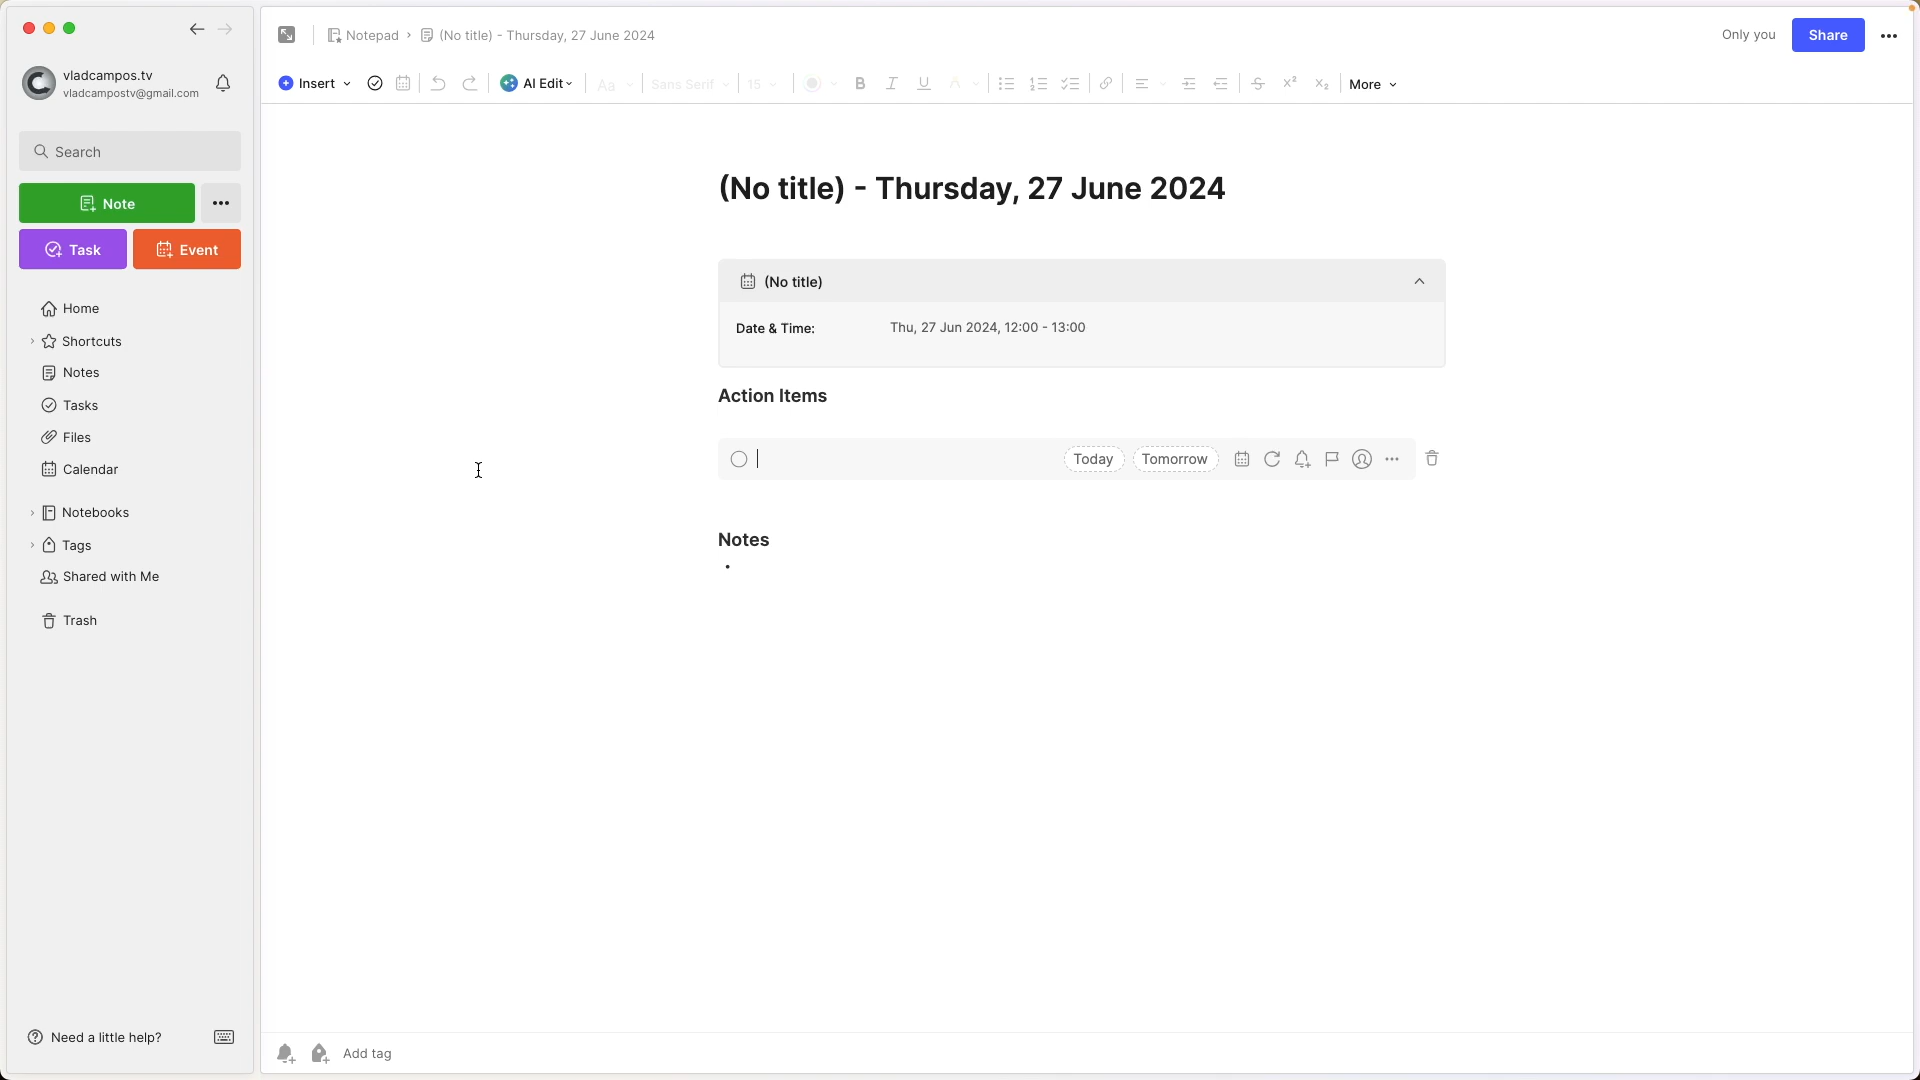 Notepad › (No title) - Thursday, 27 June 2024
Only you
Share
vladcampos.tv
vladcampostv@gmail.com
Insert
AI Edit
Aa
Sans Serif
15
B
I
U
A
More
Search
Note
Task
Event
Home
Shortcuts
Notes
Tasks
Files
Calendar
Notebooks
Tags
Shared with Me
Trash
Need a little help?
(No title) - Thursday, 27 June 2024
(No title)
Date & Time: Thu, 27 Jun 2024, 12:00 - 13:00
Action Items
Today
Tomorrow
Notes
•
Add tag